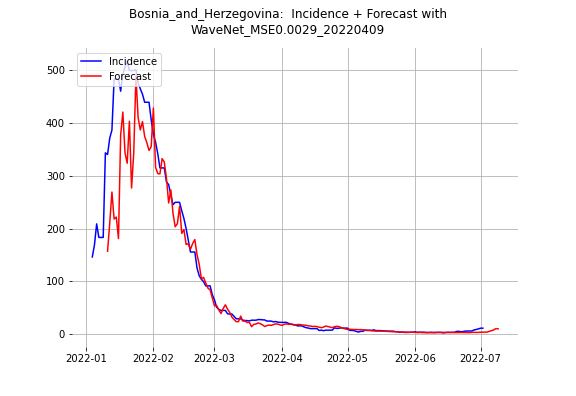 Bosnia_and_Herzegovina:  Incidence + Forecast with
WaveNet_MSE0.0029_20220409
Incidence
Forecast
500
400
300
200
100
0
2022-01 2022-02 2022-03 2022-04 2022-05 2022-06 2022-07